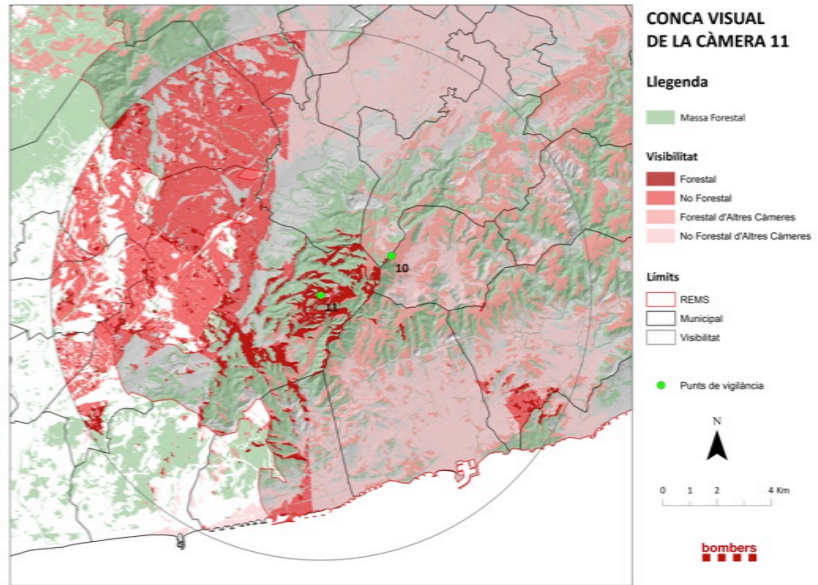 CONCA VISUAL
DE LA CÀMERA 11
Llegenda
Massa Forestal
Visibilitat
Forestal
No Forestal
Forestal d'Altres Càmeres
No Forestal d'Altres Càmeres
Límits
REMS
Municipal
Visibilitat
Punts de vigilància
N
0 1 2 4 Km
bombers
10
11